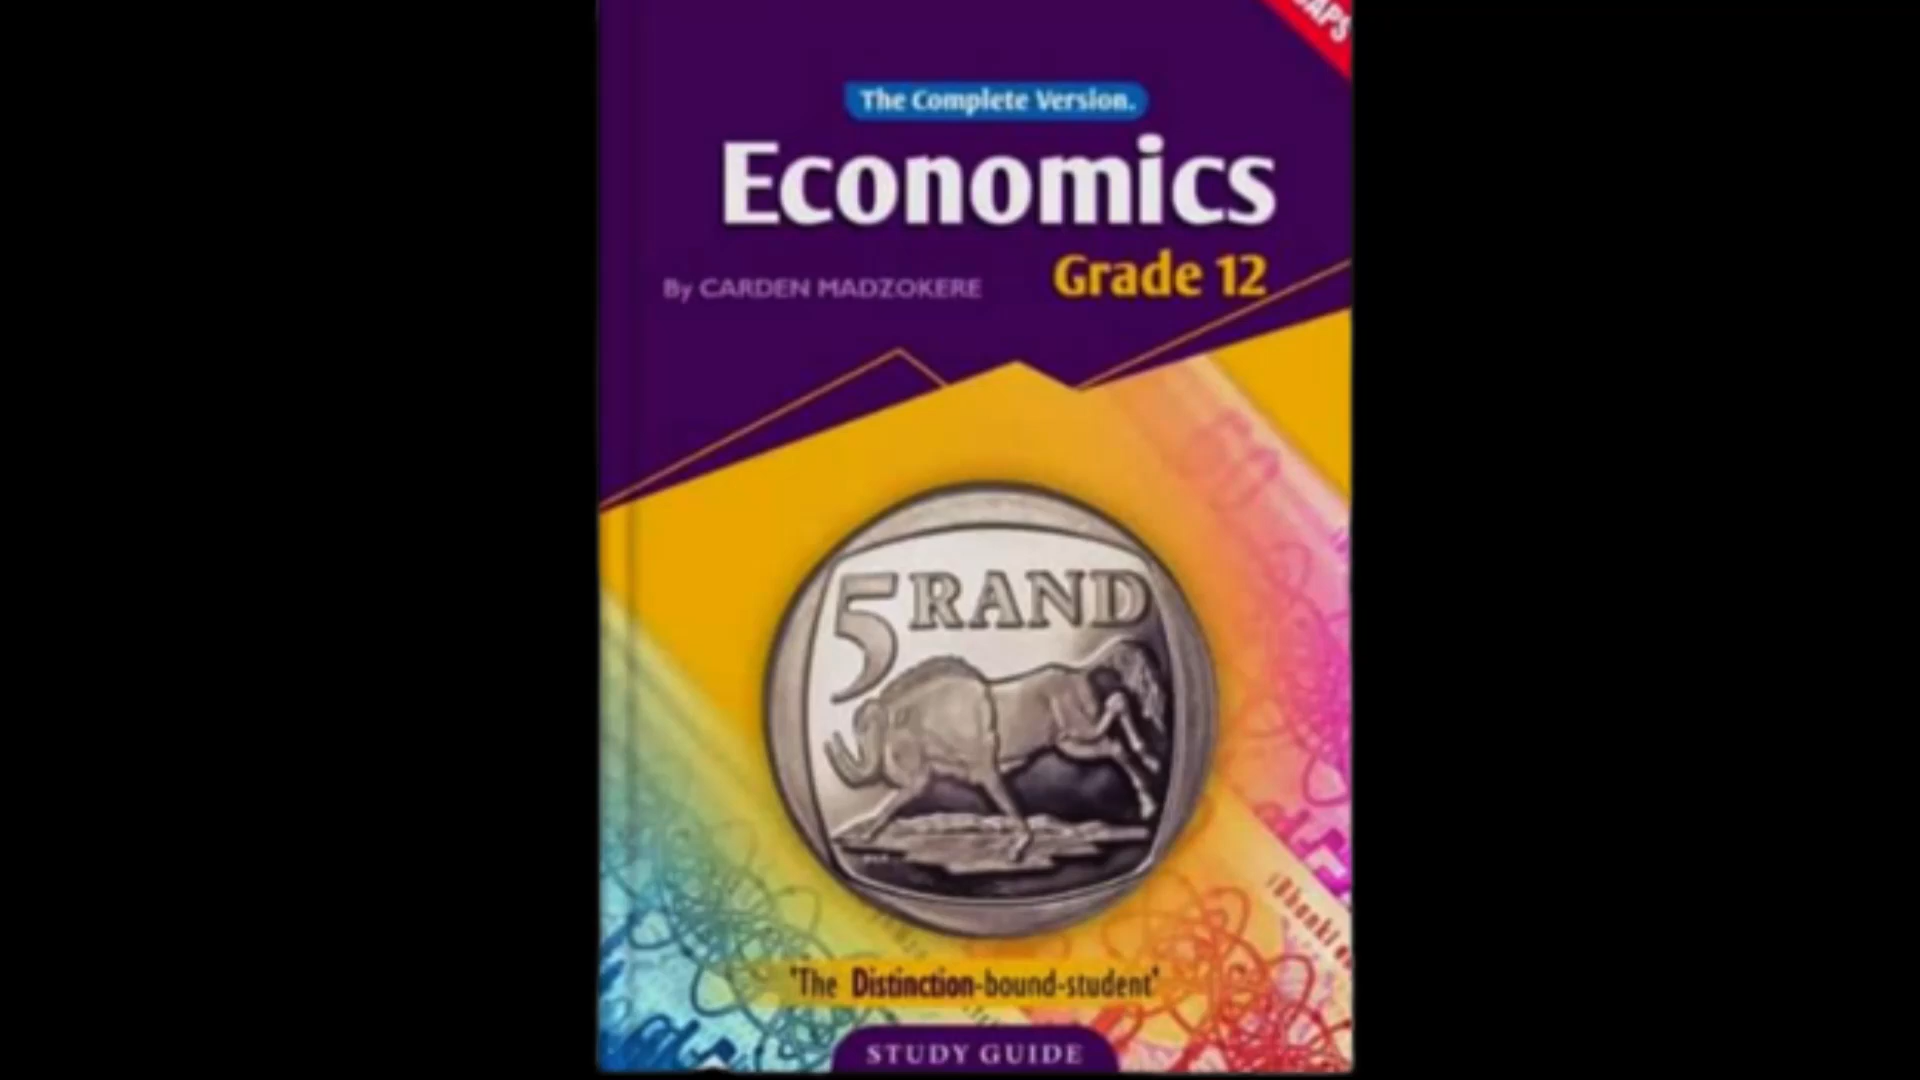 The Complete Version.
Economics
Grade 12
By CARDEN MADZOKERE
5 RAND
'The Distinction-bound-student'
STUDY GUIDE